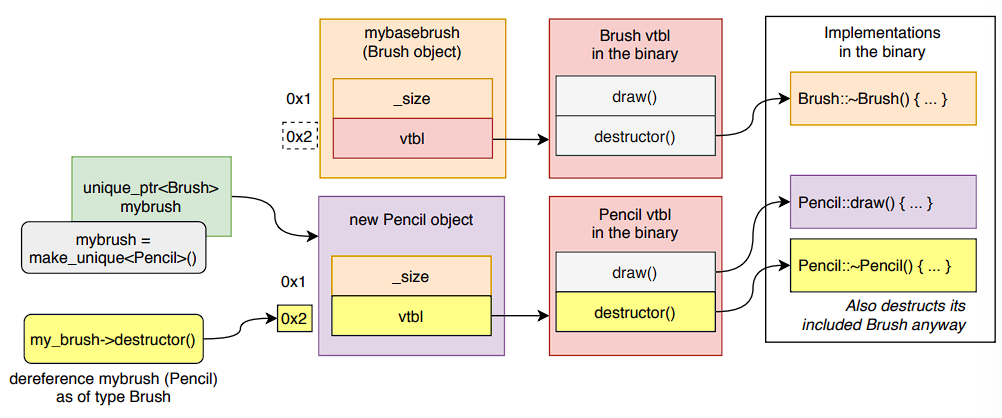 mybasebrush
(Brush object)
_size
vtbl
0x1
0x2
Brush vtbl
in the binary
draw()
destructor()
Implementations
in the binary
Brush::~Brush() { ... }
Pencil::draw() { ... }
Pencil::~Pencil() { ... }
Also destructs its
included Brush anyway
unique_ptr<Brush>
mybrush
mybrush =
make_unique<Pencil>()
new Pencil object
_size
vtbl
0x1
0x2
Pencil vtbl
in the binary
draw()
destructor()
my_brush->destructor()
dereference mybrush (Pencil)
as of type Brush